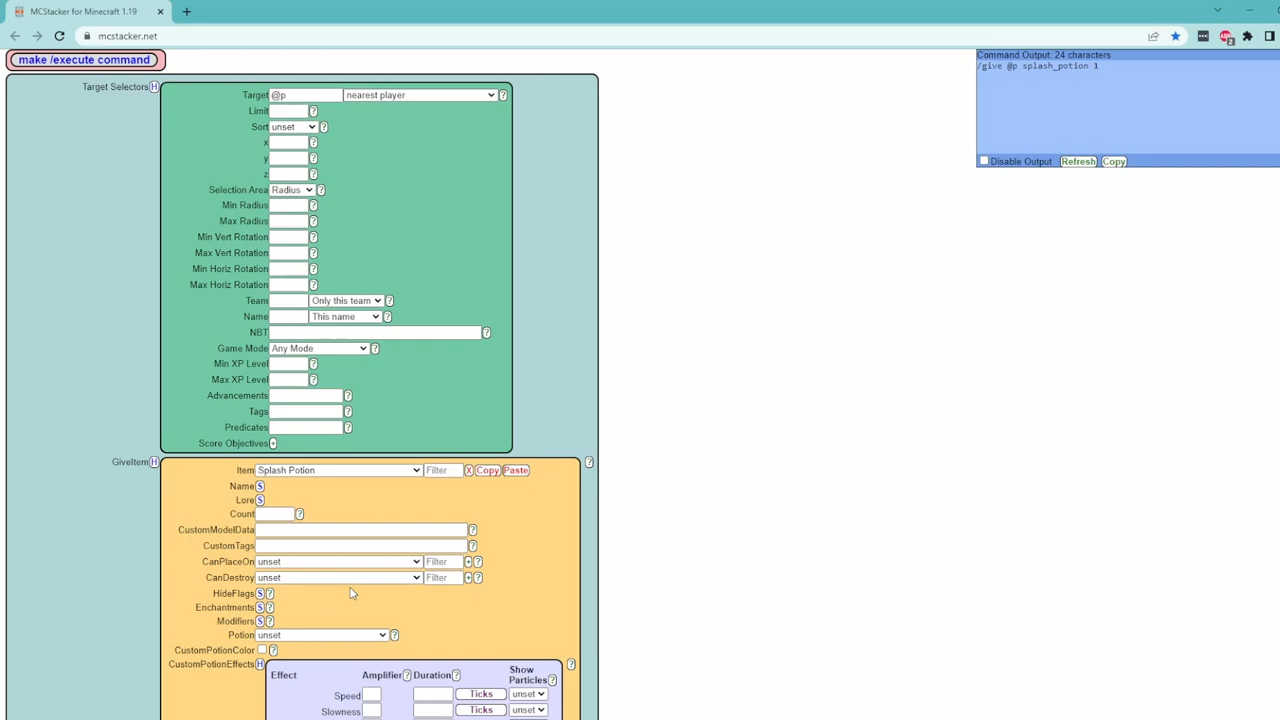 MCStacker for Minecraft 1.19
mcstacker.net
2
make /execute command
Target Selectors H
Target @p nearest player ?
Limit ?
Sort unset ?
x ?
y ?
z ?
Selection Area Radius ?
Min Radius ?
Max Radius ?
Min Vert Rotation ?
Max Vert Rotation ?
Min Horiz Rotation ?
Max Horiz Rotation ?
Team Only this team ?
Name This name ?
NBT ?
Game Mode Any Mode ?
Min XP Level ?
Max XP Level ?
Advancements ?
Tags ?
Predicates ?
Score Objectives +
GiveItem H ?
Item Splash Potion Filter X Copy Paste
Name S
Lore S
Count ?
CustomModelData ?
CustomTags ?
CanPlaceOn unset Filter + ?
CanDestroy unset Filter + ?
HideFlags S ?
Enchantments S ?
Modifiers S ?
Potion unset ?
CustomPotionColor ?
CustomPotionEffects H ?
Effect Amplifier ? Duration ? Show Particles ?
Speed Ticks unset
Slowness Ticks unset
Command Output: 24 characters
/give @p splash_potion 1
Disable Output Refresh Copy